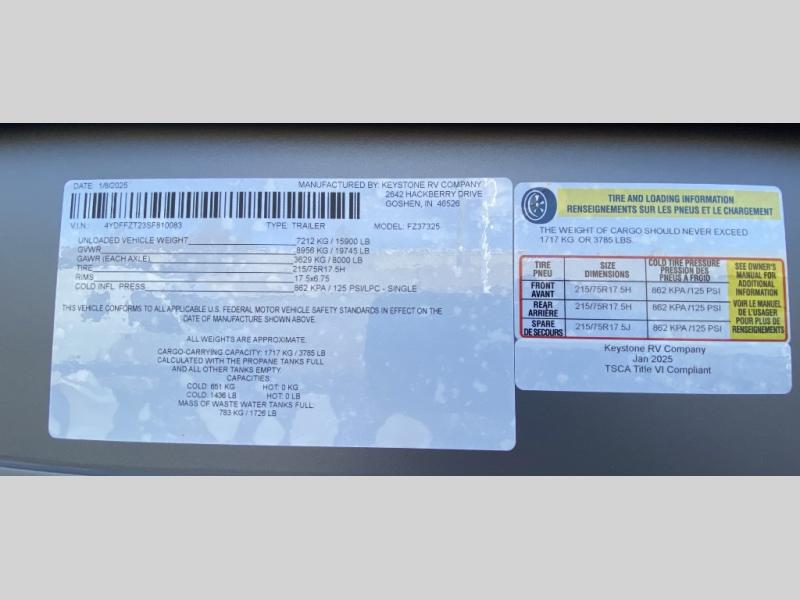 DATE: 1/8/2025 MANUFACTURED BY: KEYSTONE RV COMPANY
2642 HACKBERRY DRIVE
GOSHEN, IN 46526
V.I.N.: 4YDFFZT23SF810083 TYPE: TRAILER MODEL: FZ37325
UNLOADED VEHICLE WEIGHT 7212 KG / 15900 LB
GVWR 8956 KG / 19745 LB
GAWR (EACH AXLE) 3629 KG / 8000 LB
TIRE 215/75R17.5H
RIMS 17.5x6.75
COLD INFL. PRESS 862 KPA / 125 PSI/LPC - SINGLE
THIS VEHICLE CONFORMS TO ALL APPLICABLE U.S. FEDERAL MOTOR VEHICLE SAFETY STANDARDS IN EFFECT ON THE
DATE OF MANUFACTURE SHOWN ABOVE.
ALL WEIGHTS ARE APPROXIMATE.
CARGO-CARRYING CAPACITY: 1717 KG / 3785 LB
CALCULATED WITH THE PROPANE TANKS FULL
AND ALL OTHER TANKS EMPTY.
CAPACITIES:
COLD: 651 KG HOT: 0 KG
COLD: 1436 LB HOT: 0 LB
MASS OF WASTE WATER TANKS FULL:
783 KG / 1726 LB
TIRE AND LOADING INFORMATION
RENSEIGNEMENTS SUR LES PNEUS ET LE CHARGEMENT
THE WEIGHT OF CARGO SHOULD NEVER EXCEED
1717 KG OR 3785 LBS.
TIRE
PNEU
SIZE
DIMENSIONS
COLD TIRE PRESSURE
PRESSION DES
PNEUS A FROID
FRONT
AVANT
215/75R17.5H
862 KPA /125 PSI
REAR
ARRIÈRE
215/75R17.5H
862 KPA /125 PSI
SPARE
DE SECOURS
215/75R17.5J
862 KPA /125 PSI
SEE OWNER'S
MANUAL FOR
ADDITIONAL
INFORMATION
VOIR LE MANUEL
DE L'USAGER
POUR PLUS DE
RENSEIGNEMENTS
Keystone RV Company
Jan 2025
TSCA Title VI Compliant